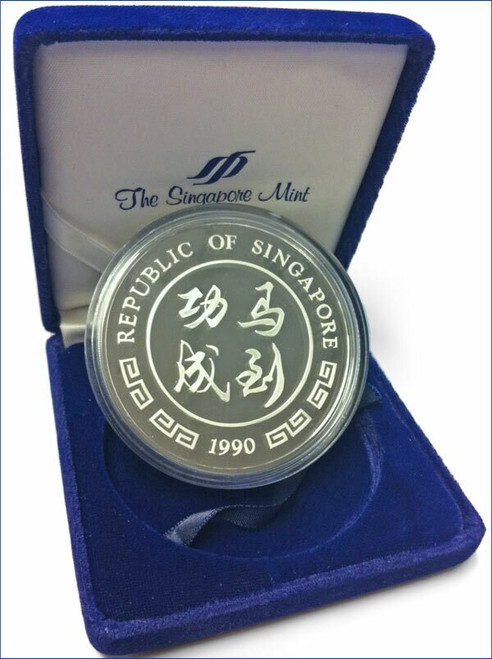 The Singapore Mint
REPUBLIC OF SINGAPORE
马到
功成
1990